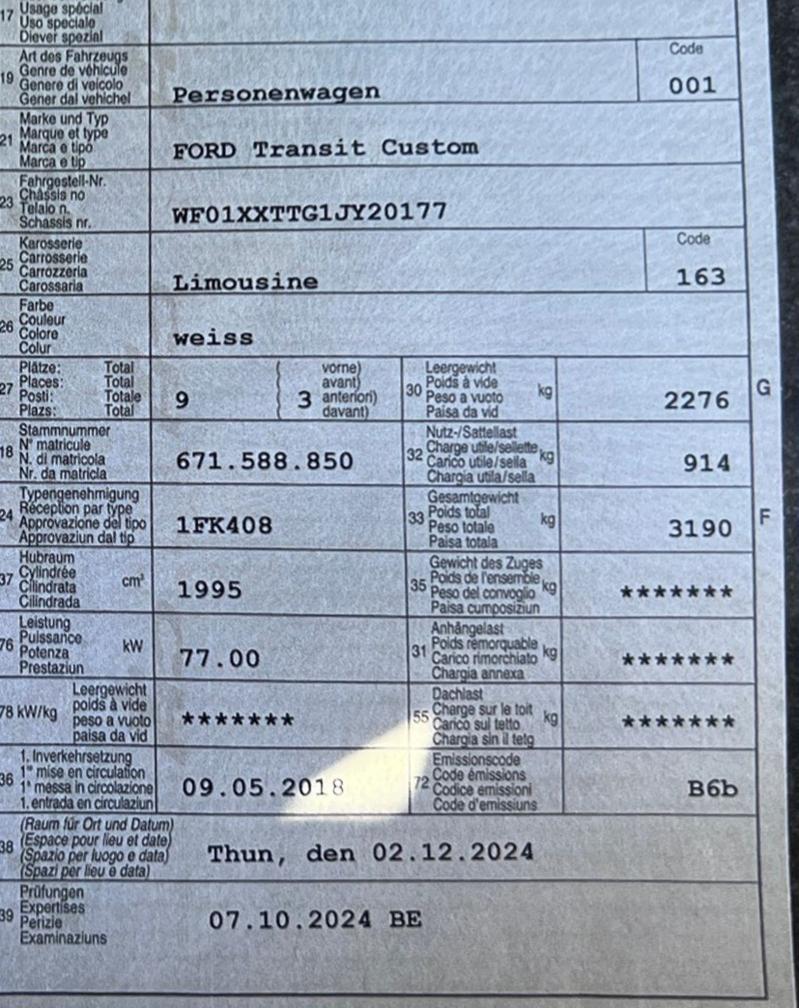 17 Usage spécial
Uso speciale
Diever spezial
19 Art des Fahrzeugs
Genre de véhicule
Genere di veicolo
Gener dal vehichel
Personenwagen
Code
001
21 Marke und Typ
Marque et type
Marca e tipo
Marca e tip
FORD Transit Custom
23 Fahrgestell-Nr.
Châssis no
Telaio n.
Schassis nr.
WF01XXTTG1JY20177
25 Karosserie
Carrosserie
Carrozzeria
Carossaria
Limousine
Code
163
26 Farbe
Couleur
Colore
Colur
weiss
27 Plätze: Total
Places: Total
Posti: Totale
Plazs: Total
9
3
vorne)
avant)
anteriori)
davant)
30 Leergewicht
Poids à vide
Peso a vuoto
Paisa da vid
kg
2276
G
18 Stammnummer
N° matricule
N. di matricola
Nr. da matricla
671.588.850
32 Nutz-/Sattellast
Charge utile/sellette
Carico utile/sella
Chargia utila/sella
kg
914
24 Typengenehmigung
Réception par type
Approvazione del tipo
Approvaziun dal tip
1FK408
33 Gesamtgewicht
Poids total
Peso totale
Paisa totala
kg
3190
F
37 Hubraum
Cylindrée
Cilindrata
Cilindrada
cm³
1995
35 Gewicht des Zuges
Poids de l'ensemble
Peso del convoglio
Paisa cumposiziun
kg
*******
76 Leistung
Puissance
Potenza
Prestaziun
kW
77.00
31 Anhängelast
Poids remorquable
Carico rimorchiato
Chargia annexa
kg
*******
78 kW/kg
Leergewicht
poids à vide
peso a vuoto
paisa da vid
*******
55 Dachlast
Charge sur le toit
Carico sul tetto
Chargia sin il tetg
kg
*******
36 1. Inverkehrsetzung
1re mise en circulation
1a messa in circolazione
1. entrada en circulaziun
09.05.2018
72 Emissionscode
Code émissions
Codice emissioni
Code d'emissiuns
B6b
38 (Raum für Ort und Datum)
(Espace pour lieu et date)
(Spazio per luogo e data)
(Spazi per lieu e data)
Thun, den 02.12.2024
39 Prüfungen
Expertises
Perizie
Examinaziuns
07.10.2024 BE